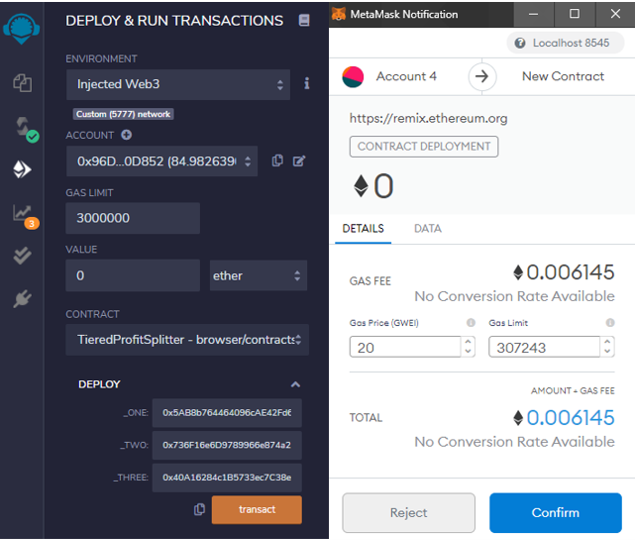 DEPLOY & RUN TRANSACTIONS
ENVIRONMENT
Injected Web3
Custom (5777) network
ACCOUNT
0x96D...0D852 (84.9826396
GAS LIMIT
3000000
VALUE
0
ether
CONTRACT
TieredProfitSplitter - browser/contracts
DEPLOY
_ONE: 0x5AB8b764464096cAE42Fd6
_TWO: 0x736F16e6D9789966e874a2
_THREE: 0x40A16284c1B5733ec7C38e
transact
3
MetaMask Notification
Localhost 8545
Account 4
New Contract
https://remix.ethereum.org
CONTRACT DEPLOYMENT
0
DETAILS
DATA
GAS FEE
0.006145
No Conversion Rate Available
Gas Price (GWEI)
Gas Limit
20
307243
AMOUNT + GAS FEE
TOTAL
0.006145
No Conversion Rate Available
Reject
Confirm